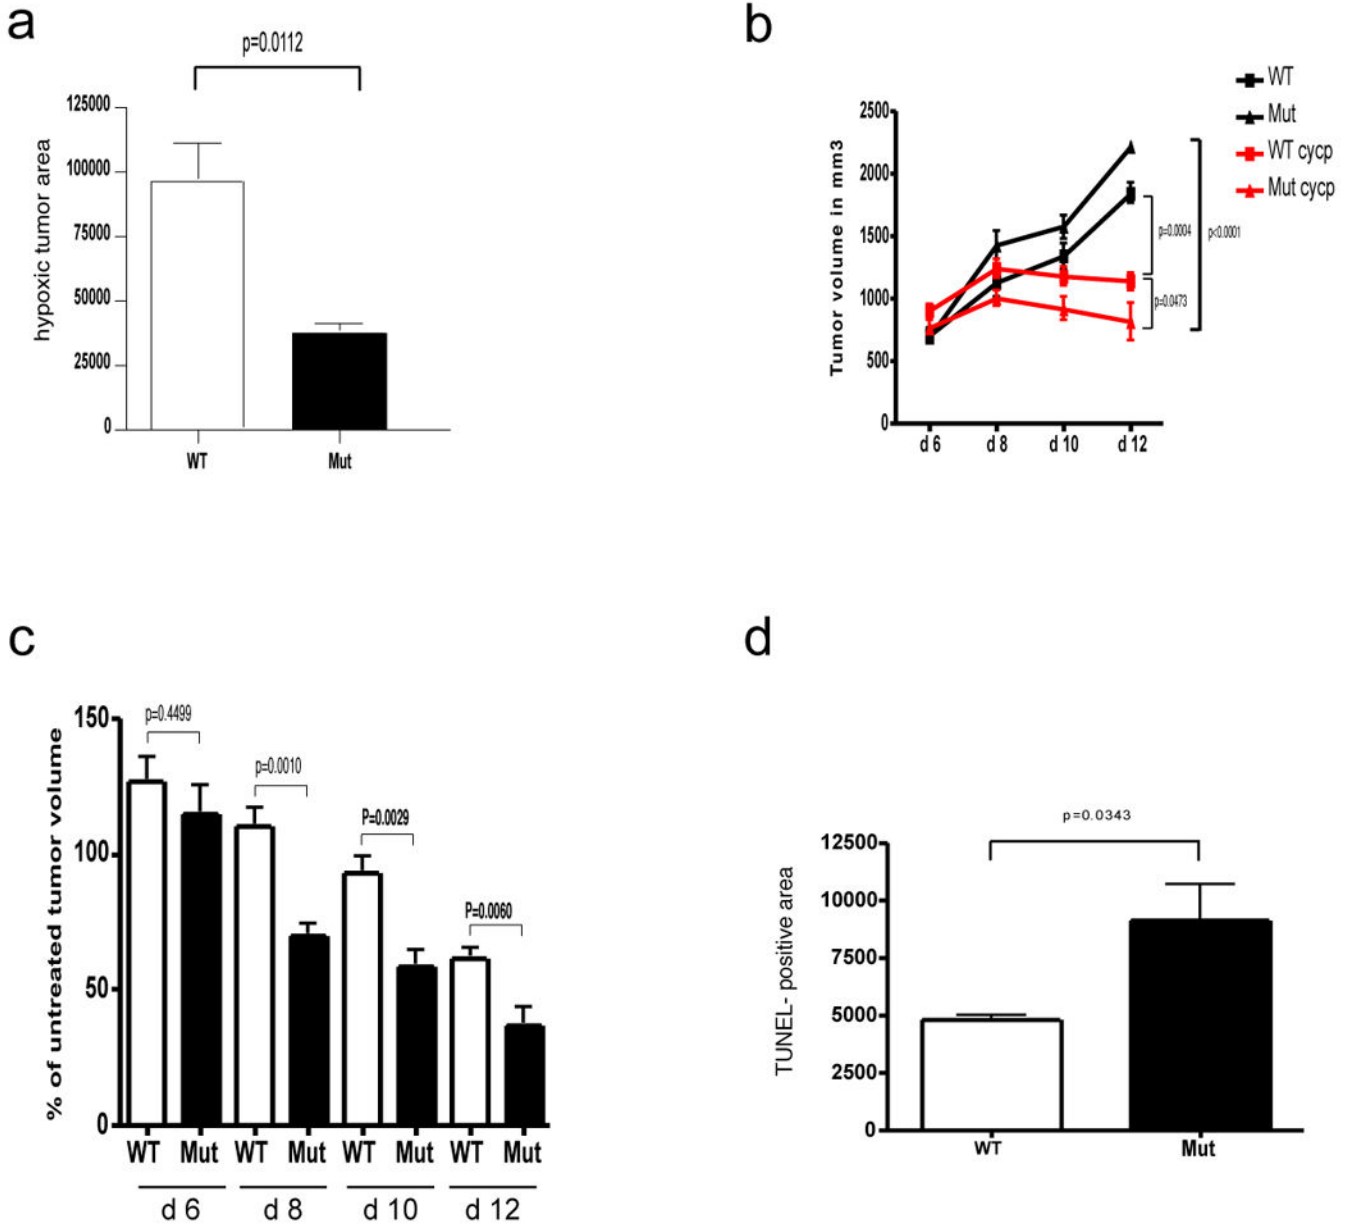 a
p=0.0112
125000
100000
75000
50000
25000
0
hypoxic tumor area
WT
Mut
b
WT
Mut
WT cycp
Mut cycp
2500
2000
1500
1000
500
0
Tumor volume in mm3
p=0.0004
p<0.0001
p=0.0473
d 6
d 8
d 10
d 12
c
150
100
50
0
% of untreated tumor volume
p=0.4499
p=0.0010
P=0.0029
P=0.0060
WT Mut WT Mut WT Mut WT Mut
d 6 d 8 d 10 d 12
d
p=0.0343
12500
10000
7500
5000
2500
0
TUNEL- positive area
WT
Mut